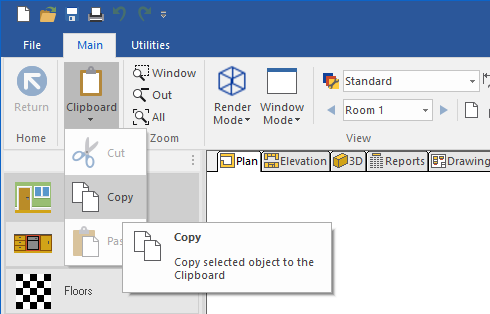 File Main Utilities
Return
Home
Clipboard
Window
Out
All
Zoom
Render
Mode
Window
Mode
Standard
Room 1
View
Cut
Copy
Plan Elevation 3D Reports Drawing
Copy
Copy selected object to the
Clipboard
Floors